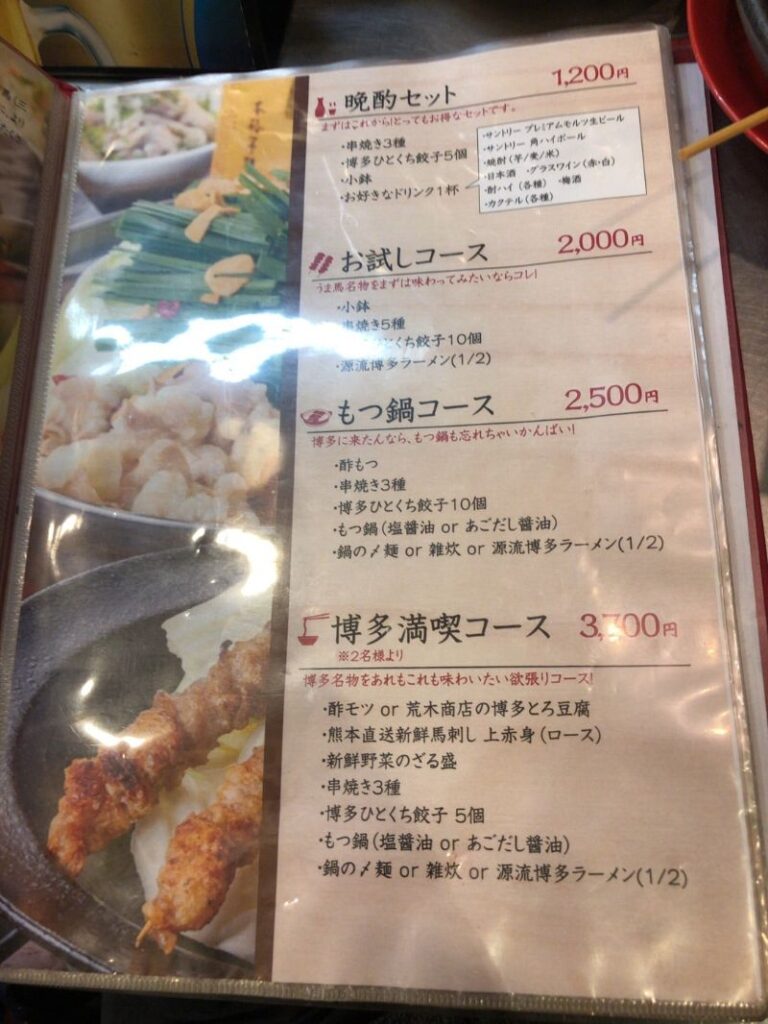 晩酌セット 1,200円
まずはこれから!とってもお得なセットです。
・串焼き3種
・博多ひとくち餃子5個
・小鉢
・お好きなドリンク1杯
・サントリー プレミアムモルツ生ビール
・サントリー 角ハイボール
・焼酎(芋/麦/米)
・日本酒 ・グラスワイン(赤・白)
・酎ハイ(各種) ・梅酒
・カクテル(各種)
お試しコース 2,000円
うま馬名物をまずは味わってみたいならコレ!
・小鉢
・串焼き5種
ひとくち餃子10個
・源流博多ラーメン(1/2)
もつ鍋コース 2,500円
博多に来たんなら、もつ鍋も忘れちゃいかんばい!
・酢もつ
・串焼き3種
・博多ひとくち餃子10個
・もつ鍋(塩醤油 or あごだし醤油)
・鍋の〆麺 or 雑炊 or 源流博多ラーメン(1/2)
博多満喫コース 3,700円
※2名様より
博多名物をあれもこれも味わいたい欲張りコース!
・酢モツ or 荒木商店の博多とろ豆腐
・熊本直送新鮮馬刺し 上赤身(ロース)
・新鮮野菜のざる盛
・串焼き3種
・博多ひとくち餃子 5個
・もつ鍋(塩醤油 or あごだし醤油)
・鍋の〆麺 or 雑炊 or 源流博多ラーメン(1/2)